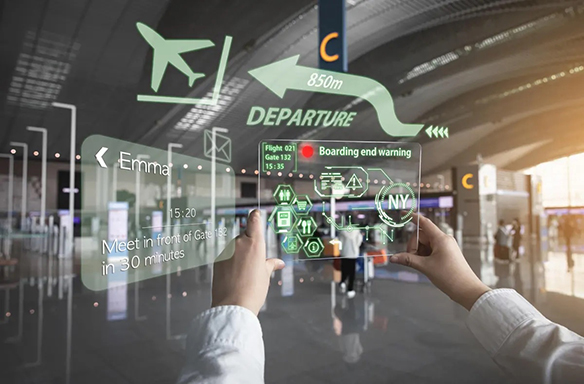 C
850m
DEPARTURE
Flight 021
Gate 132
15:35
Boarding end warning
Emma
15:20
Meet in front of Gate 132
in 30 minutes
NY
C